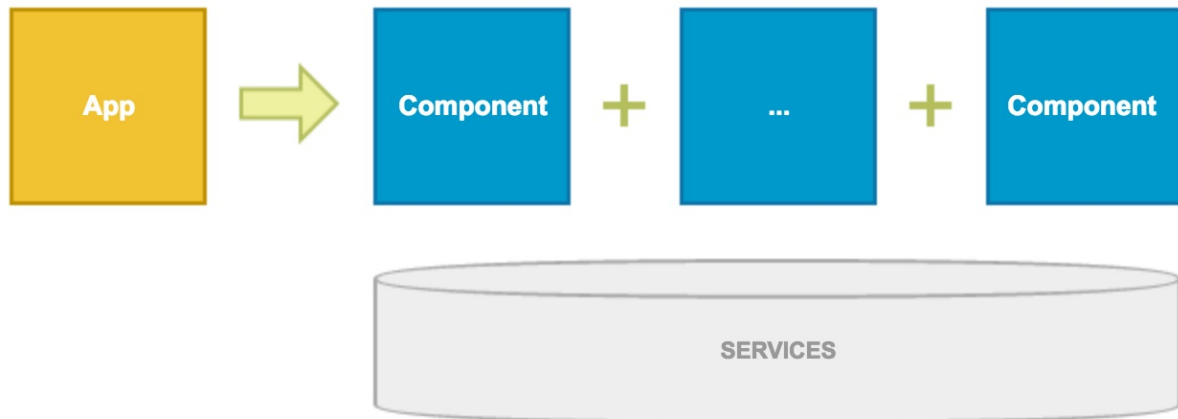 App
Component
...
Component
SERVICES